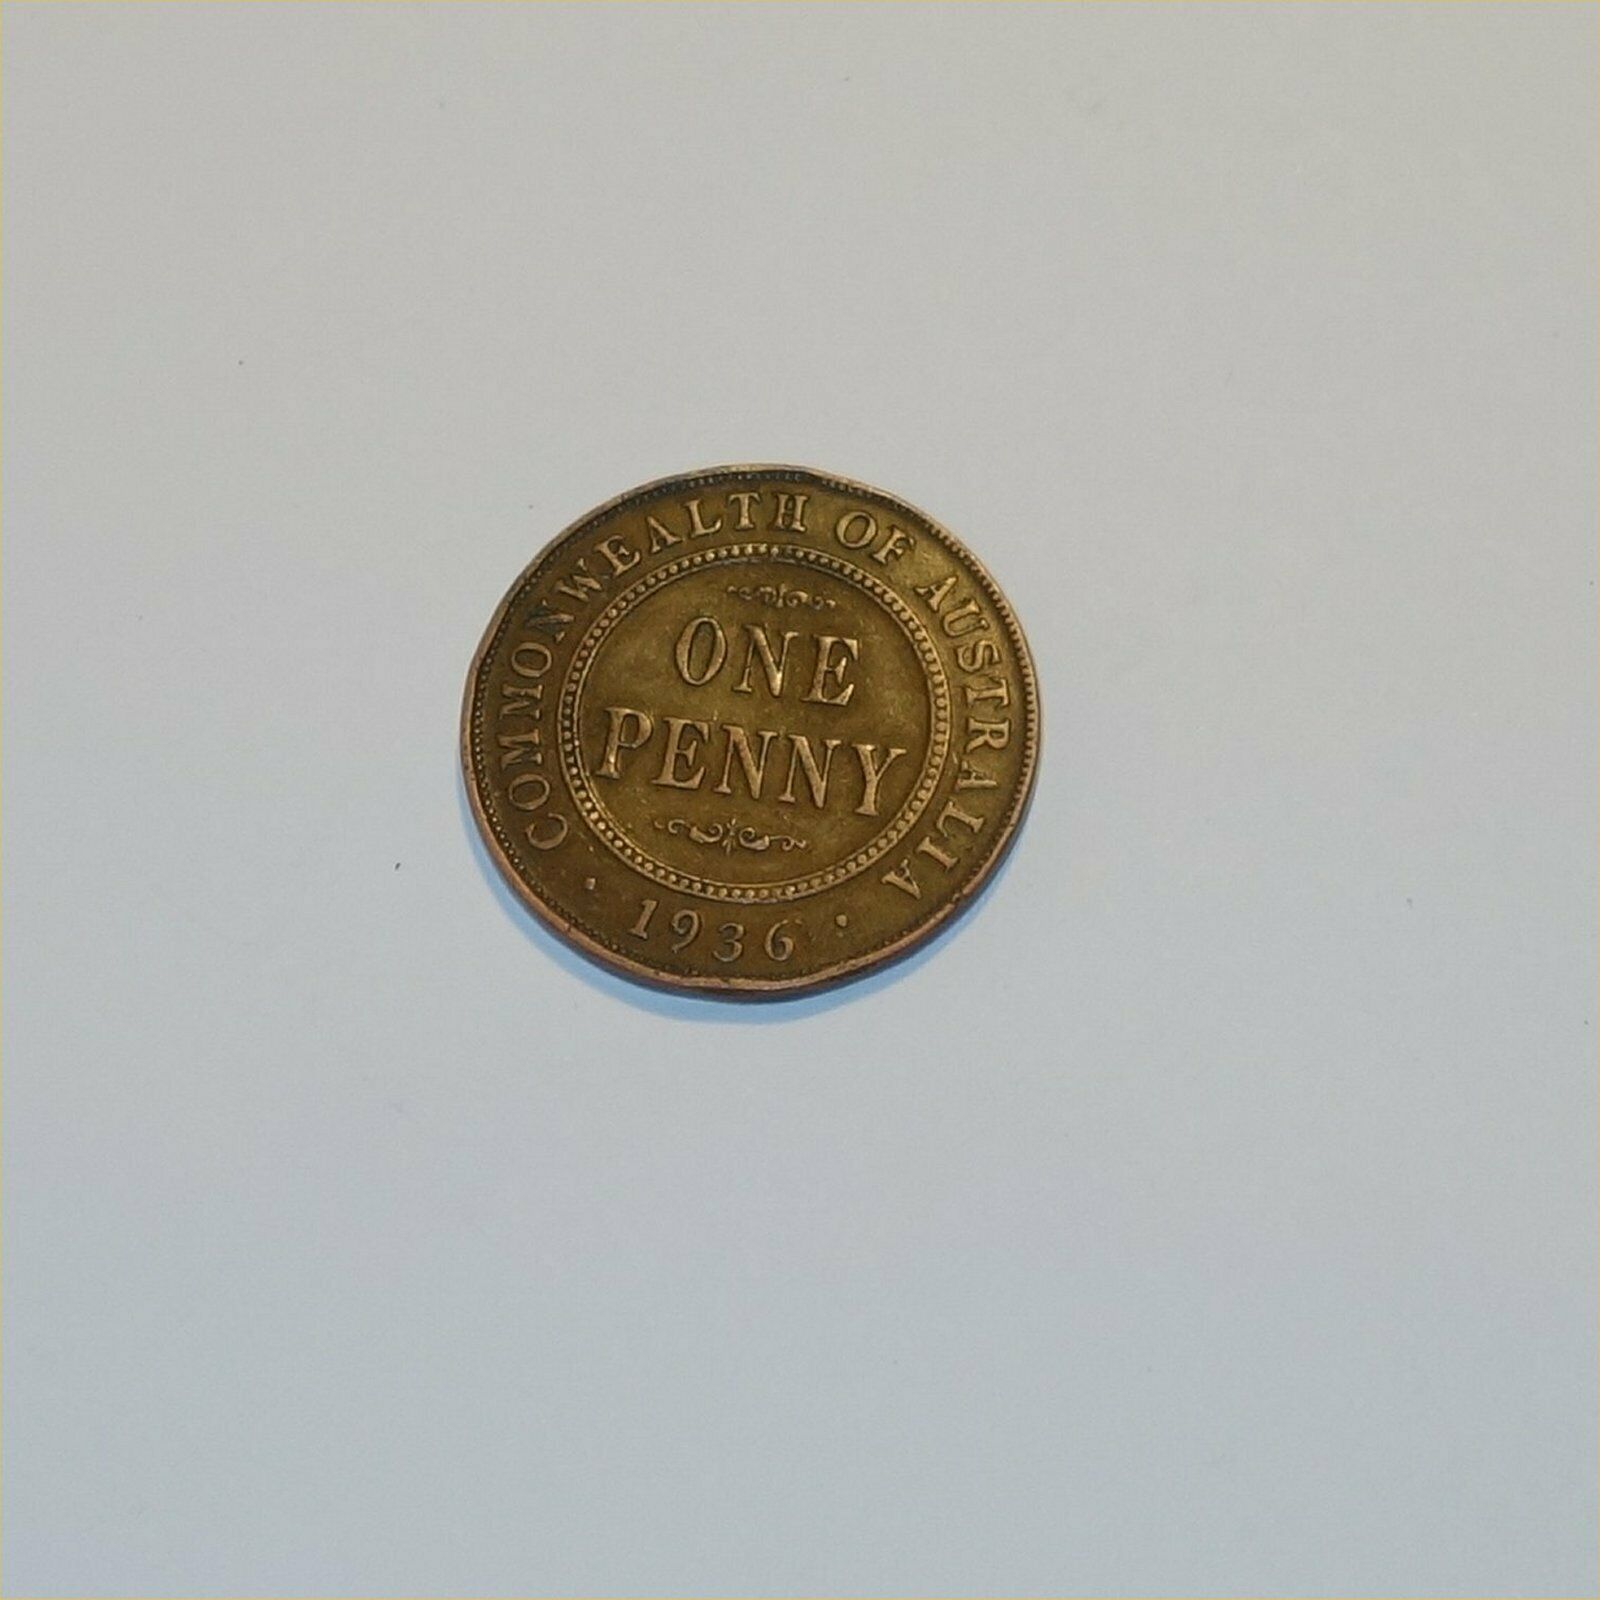 COMMONWEALTH OF AUSTRALIA
ONE
PENNY
· 1936 ·